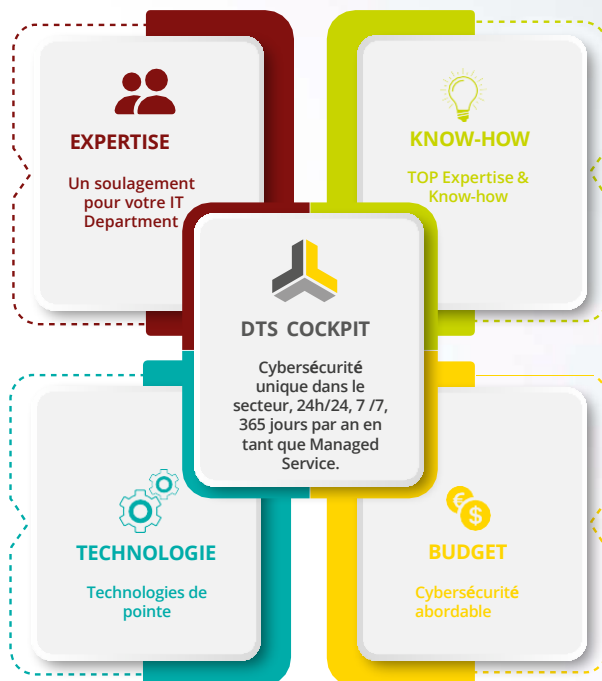 EXPERTISE
Un soulagement
pour votre IT
Department
KNOW-HOW
TOP Expertise &
Know-how
DTS COCKPIT
Cybersécurité
unique dans le
secteur, 24h/24, 7 /7,
365 jours par an en
tant que Managed
Service.
TECHNOLOGIE
Technologies de
pointe
€
$
BUDGET
Cybersécurité
abordable